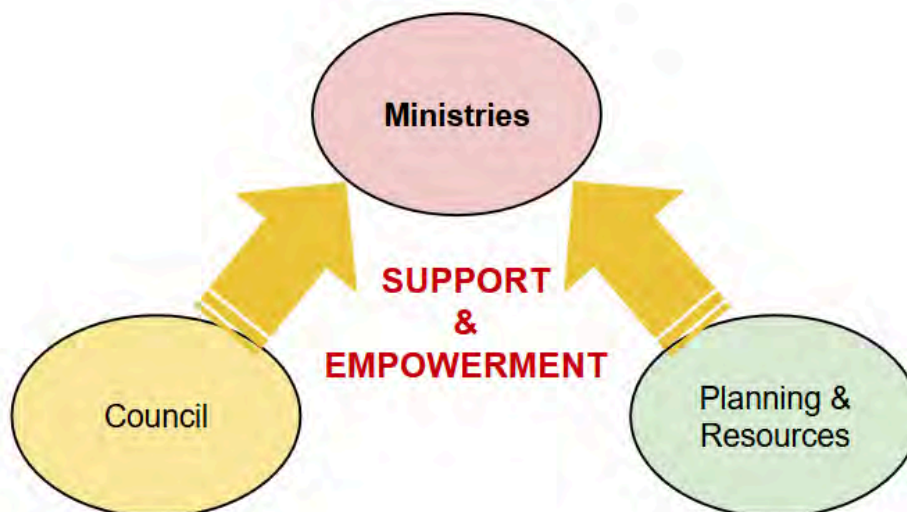 Ministries
SUPPORT
&
EMPOWERMENT
Council
Planning &
Resources